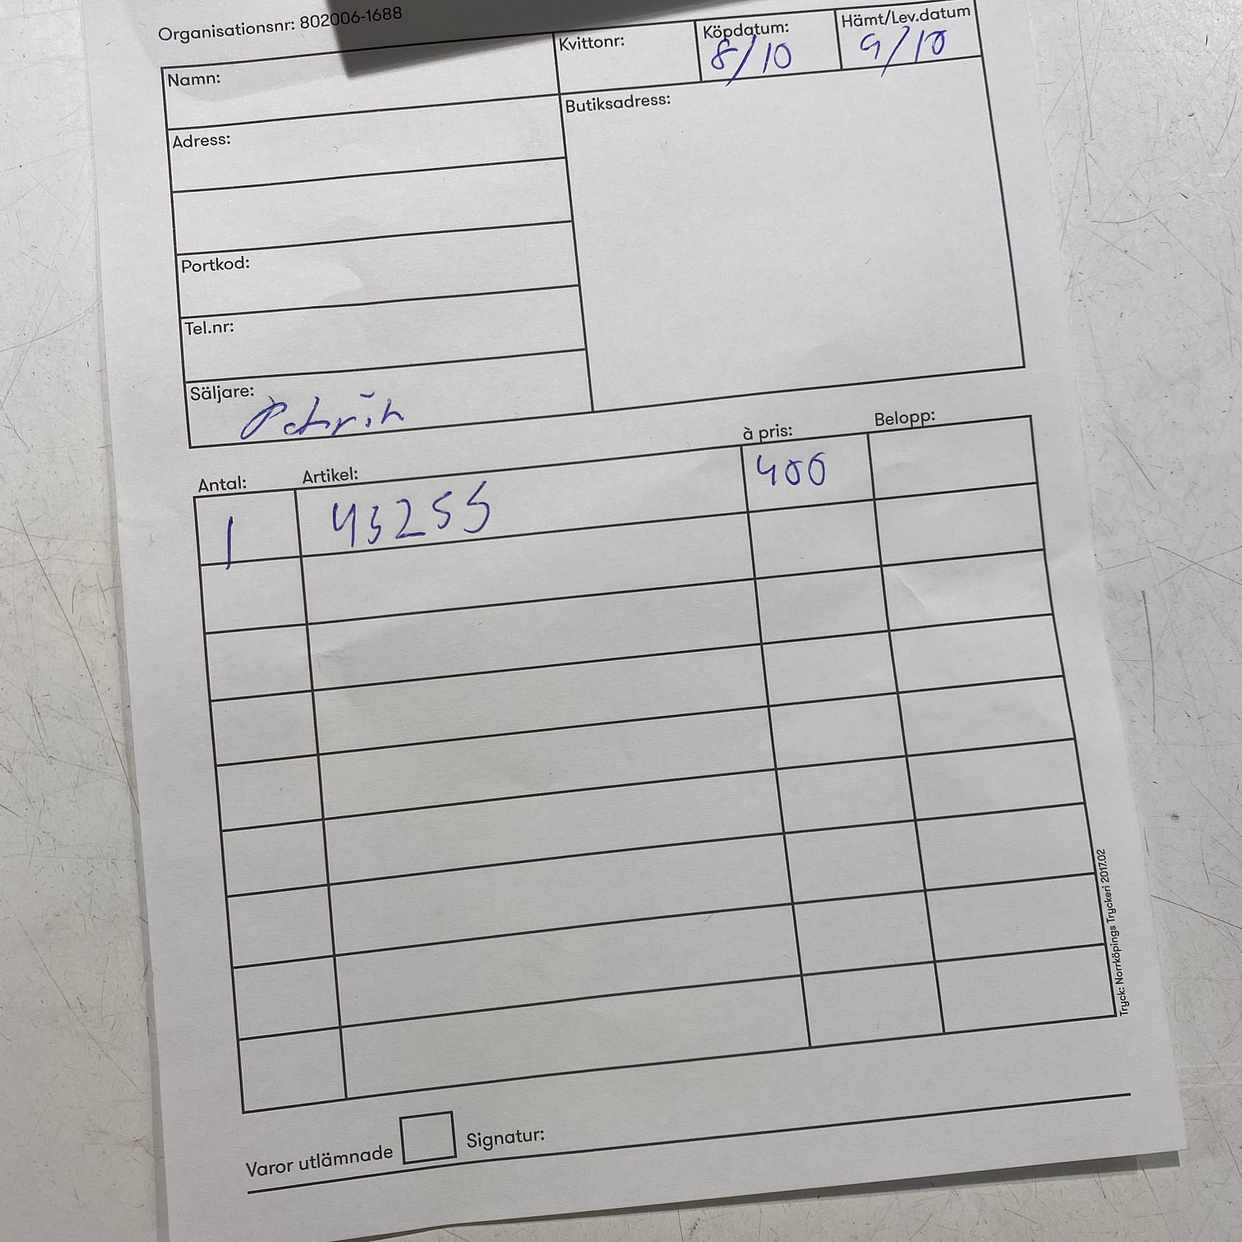 Organisationsnr: 802006-1688
Namn:
Kvittonr:
Köpdatum:
8/10
Hämt/Lev.datum
9/10
Adress:
Butiksadress:
Portkod:
Tel.nr:
Säljare:
Antal:
Artikel:
à pris:
Belopp:
1
43255
400
Tryck: Norrköpings Tryckeri 2017.02
Varor utlämnade
Signatur: